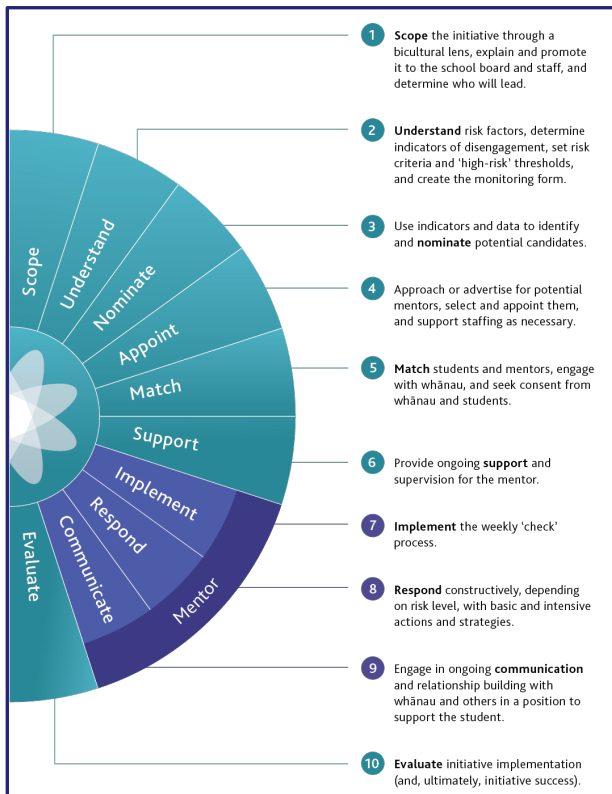 1
Scope the initiative through a
bicultural lens, explain and promote
it to the school board and staff, and
determine who will lead.
2
Understand risk factors, determine
indicators of disengagement, set risk
criteria and ‘high-risk’ thresholds,
and create the monitoring form.
3
Use indicators and data to identify
and nominate potential candidates.
4
Approach or advertise for potential
mentors, select and appoint them,
and support staffing as necessary.
5
Match students and mentors, engage
with whānau, and seek consent from
whānau and students.
6
Provide ongoing support and
supervision for the mentor.
7
Implement the weekly ‘check’
process.
8
Respond constructively, depending
on risk level, with basic and intensive
actions and strategies.
9
Engage in ongoing communication
and relationship building with
whānau and others in a position to
support the student.
10
Evaluate initiative implementation
(and, ultimately, initiative success).
Scope
Understand
Nominate
Appoint
Match
Support
Implement
Respond
Communicate
Mentor
Evaluate